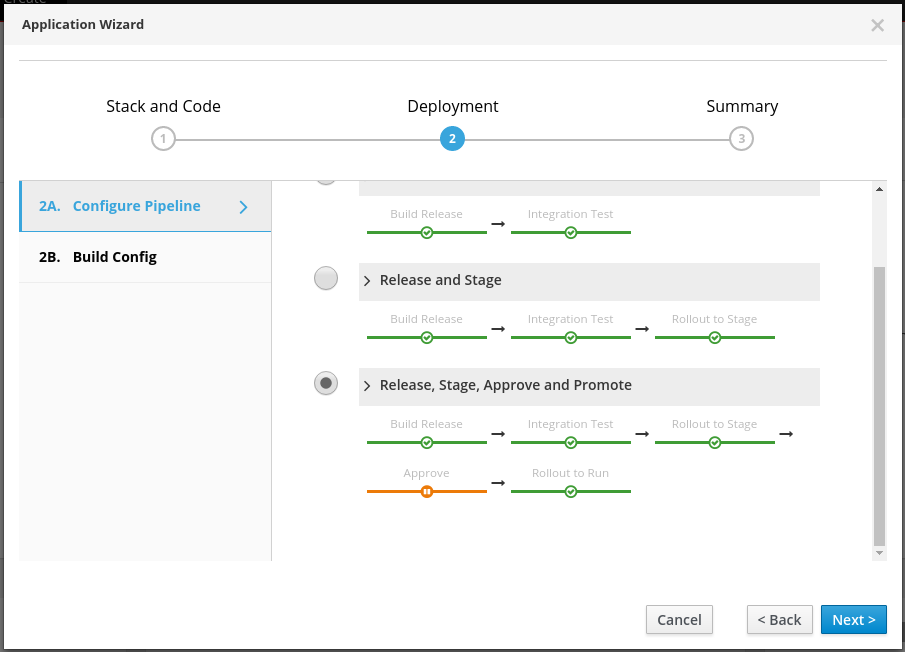 Create
Application Wizard
Stack and Code
Deployment
Summary
1
2
3
2A. Configure Pipeline
2B. Build Config
Build Release
Integration Test
Release and Stage
Build Release
Integration Test
Rollout to Stage
Release, Stage, Approve and Promote
Build Release
Integration Test
Rollout to Stage
Approve
Rollout to Run
Cancel
< Back
Next >